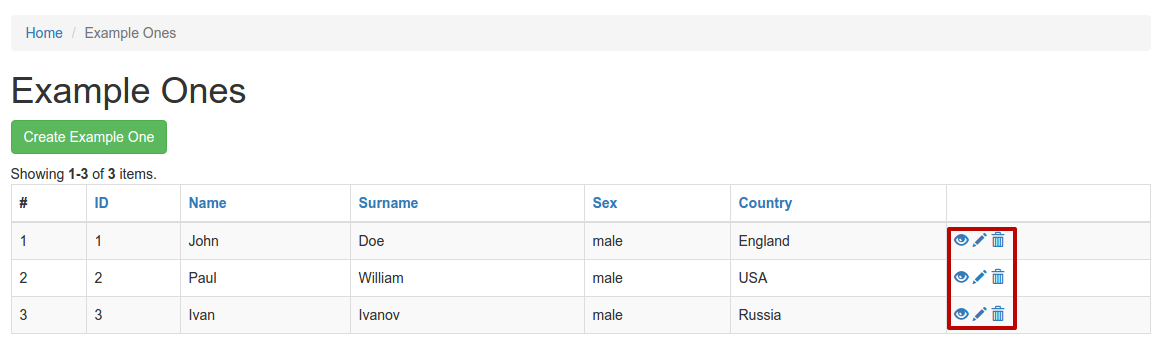 Home / Example Ones
Example Ones
Create Example One
Showing 1-3 of 3 items.
# ID Name Surname Sex Country
1 1 John Doe male England
2 2 Paul William male USA
3 3 Ivan Ivanov male Russia